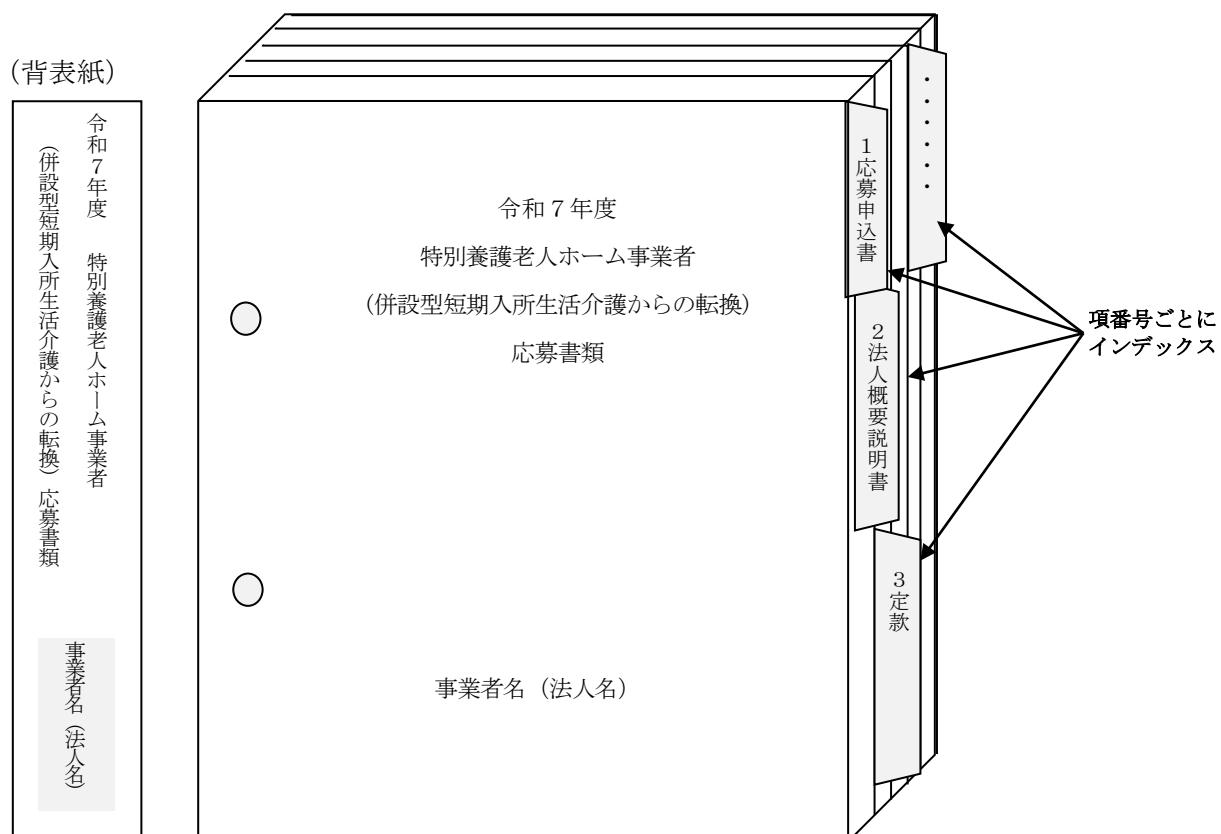 (背表紙)
令和7年度　特別養護老人ホーム事業者
(併設型短期入所生活介護からの転換)応募書類
事業者名(法人名)
令和7年度
特別養護老人ホーム事業者
(併設型短期入所生活介護からの転換)
応募書類
事業者名(法人名)
1応募申込書
2法人概要説明書
3定款
・・・・・・
項番号ごとに
インデックス